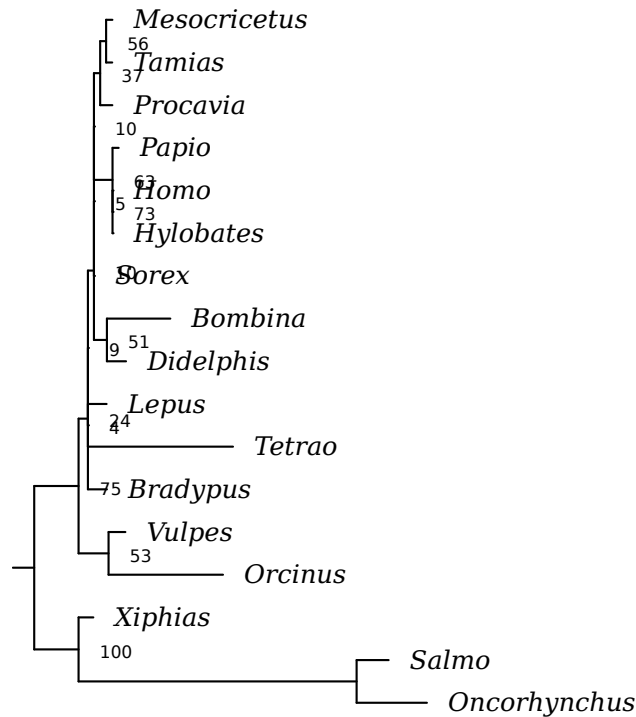 Mesocricetus
56
Tamias
37
Procavia
10
Papio
63
Homo
5
73
Hylobates
10
Sorex
Bombina
51
9
Didelphis
Lepus
24
4
Tetrao
75
Bradypus
Vulpes
53
Orcinus
Xiphias
100
Salmo
Oncorhynchus